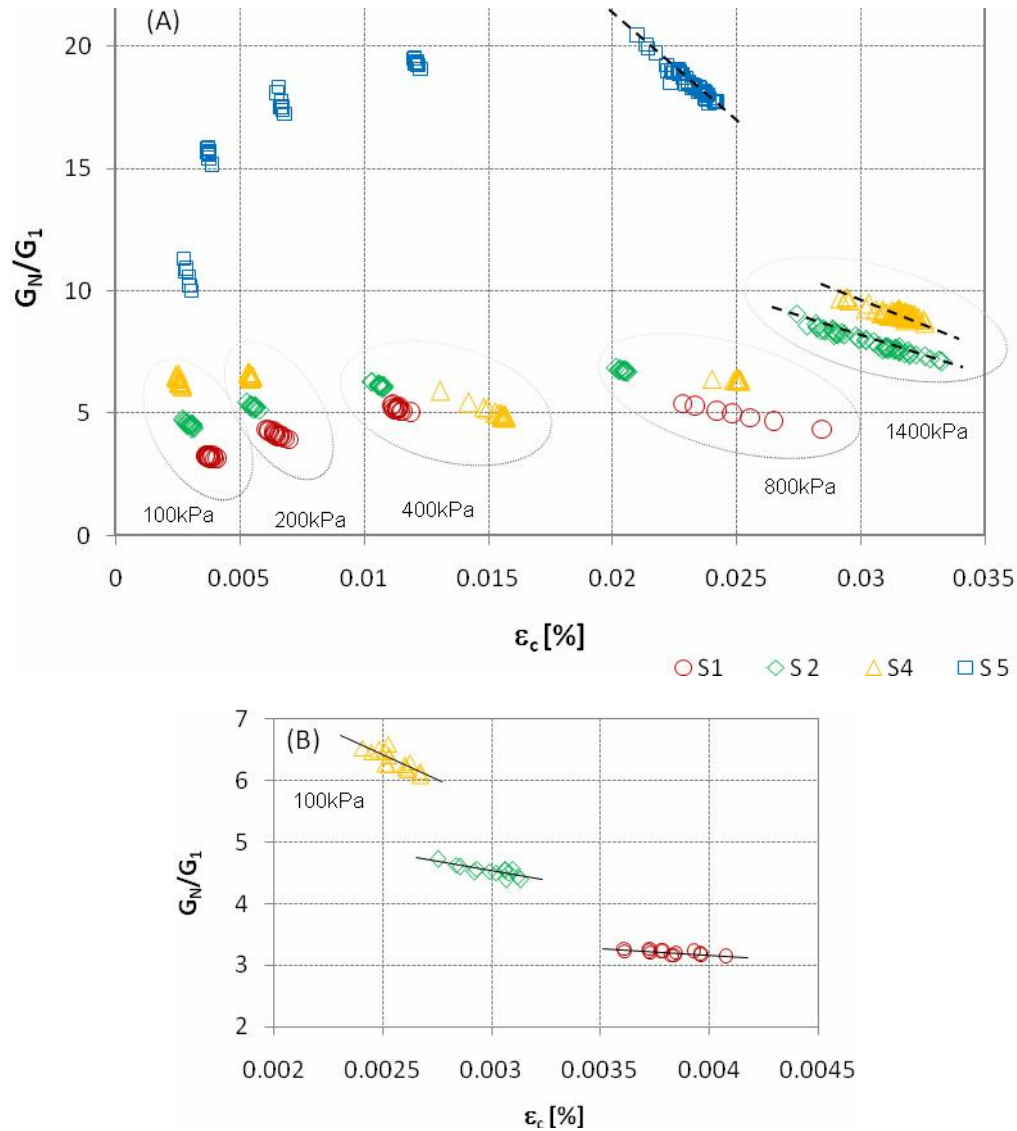 (A)
20
15
10
5
0
G_N/G_1
100kPa
200kPa
400kPa
800kPa
1400kPa
0 0.005 0.01 0.015 0.02 0.025 0.03 0.035
ε_c [%]
S1 S 2 S4 S 5
(B)
7
6
5
4
3
2
G_N/G_1
100kPa
0.002 0.0025 0.003 0.0035 0.004 0.0045
ε_c [%]